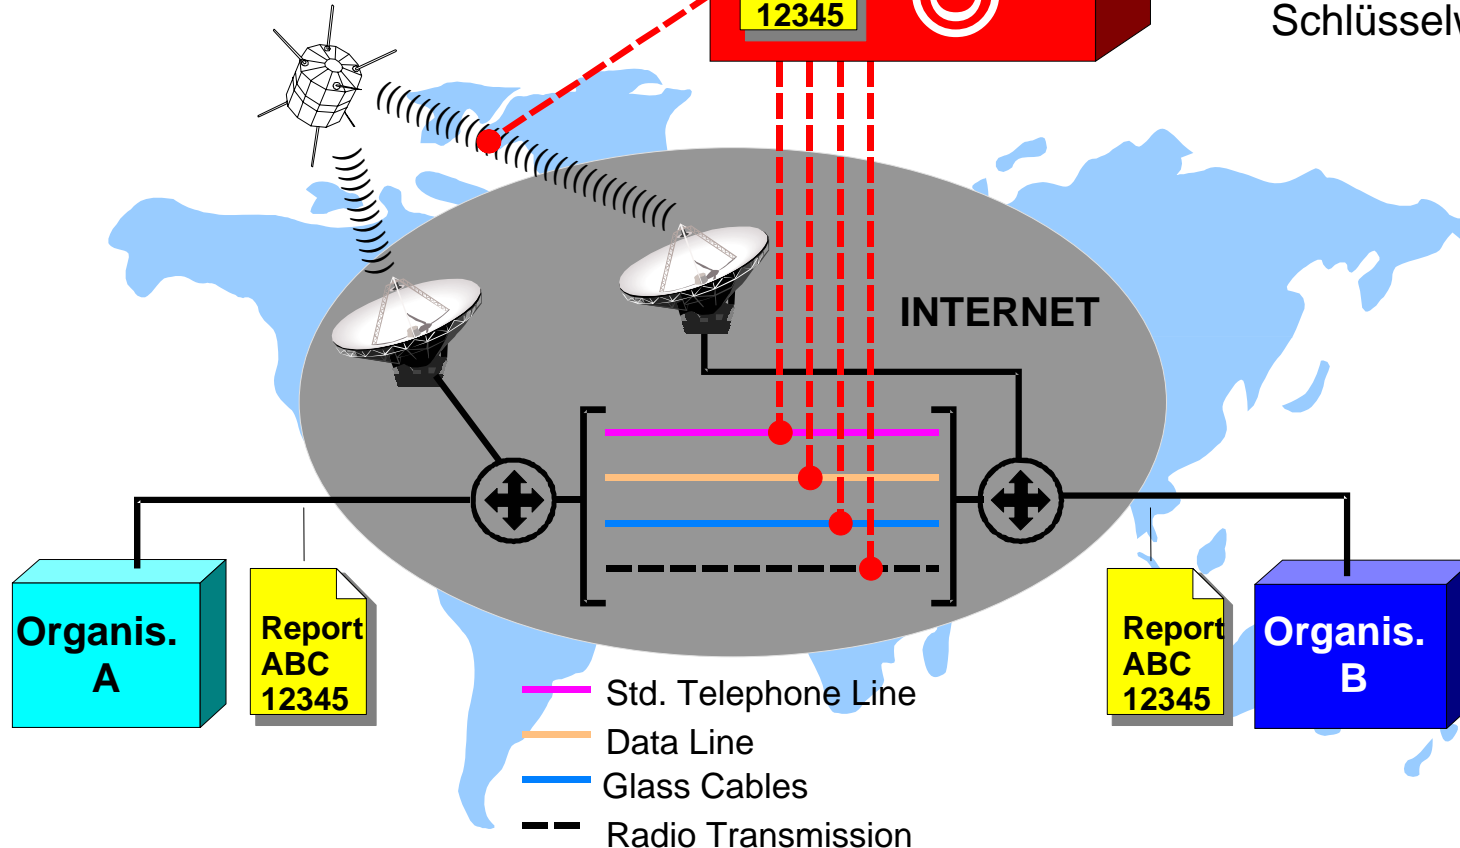 12345
INTERNET
Organis.
A
Report
ABC
12345
Report
ABC
12345
Organis.
B
Std. Telephone Line
Data Line
Glass Cables
Radio Transmission